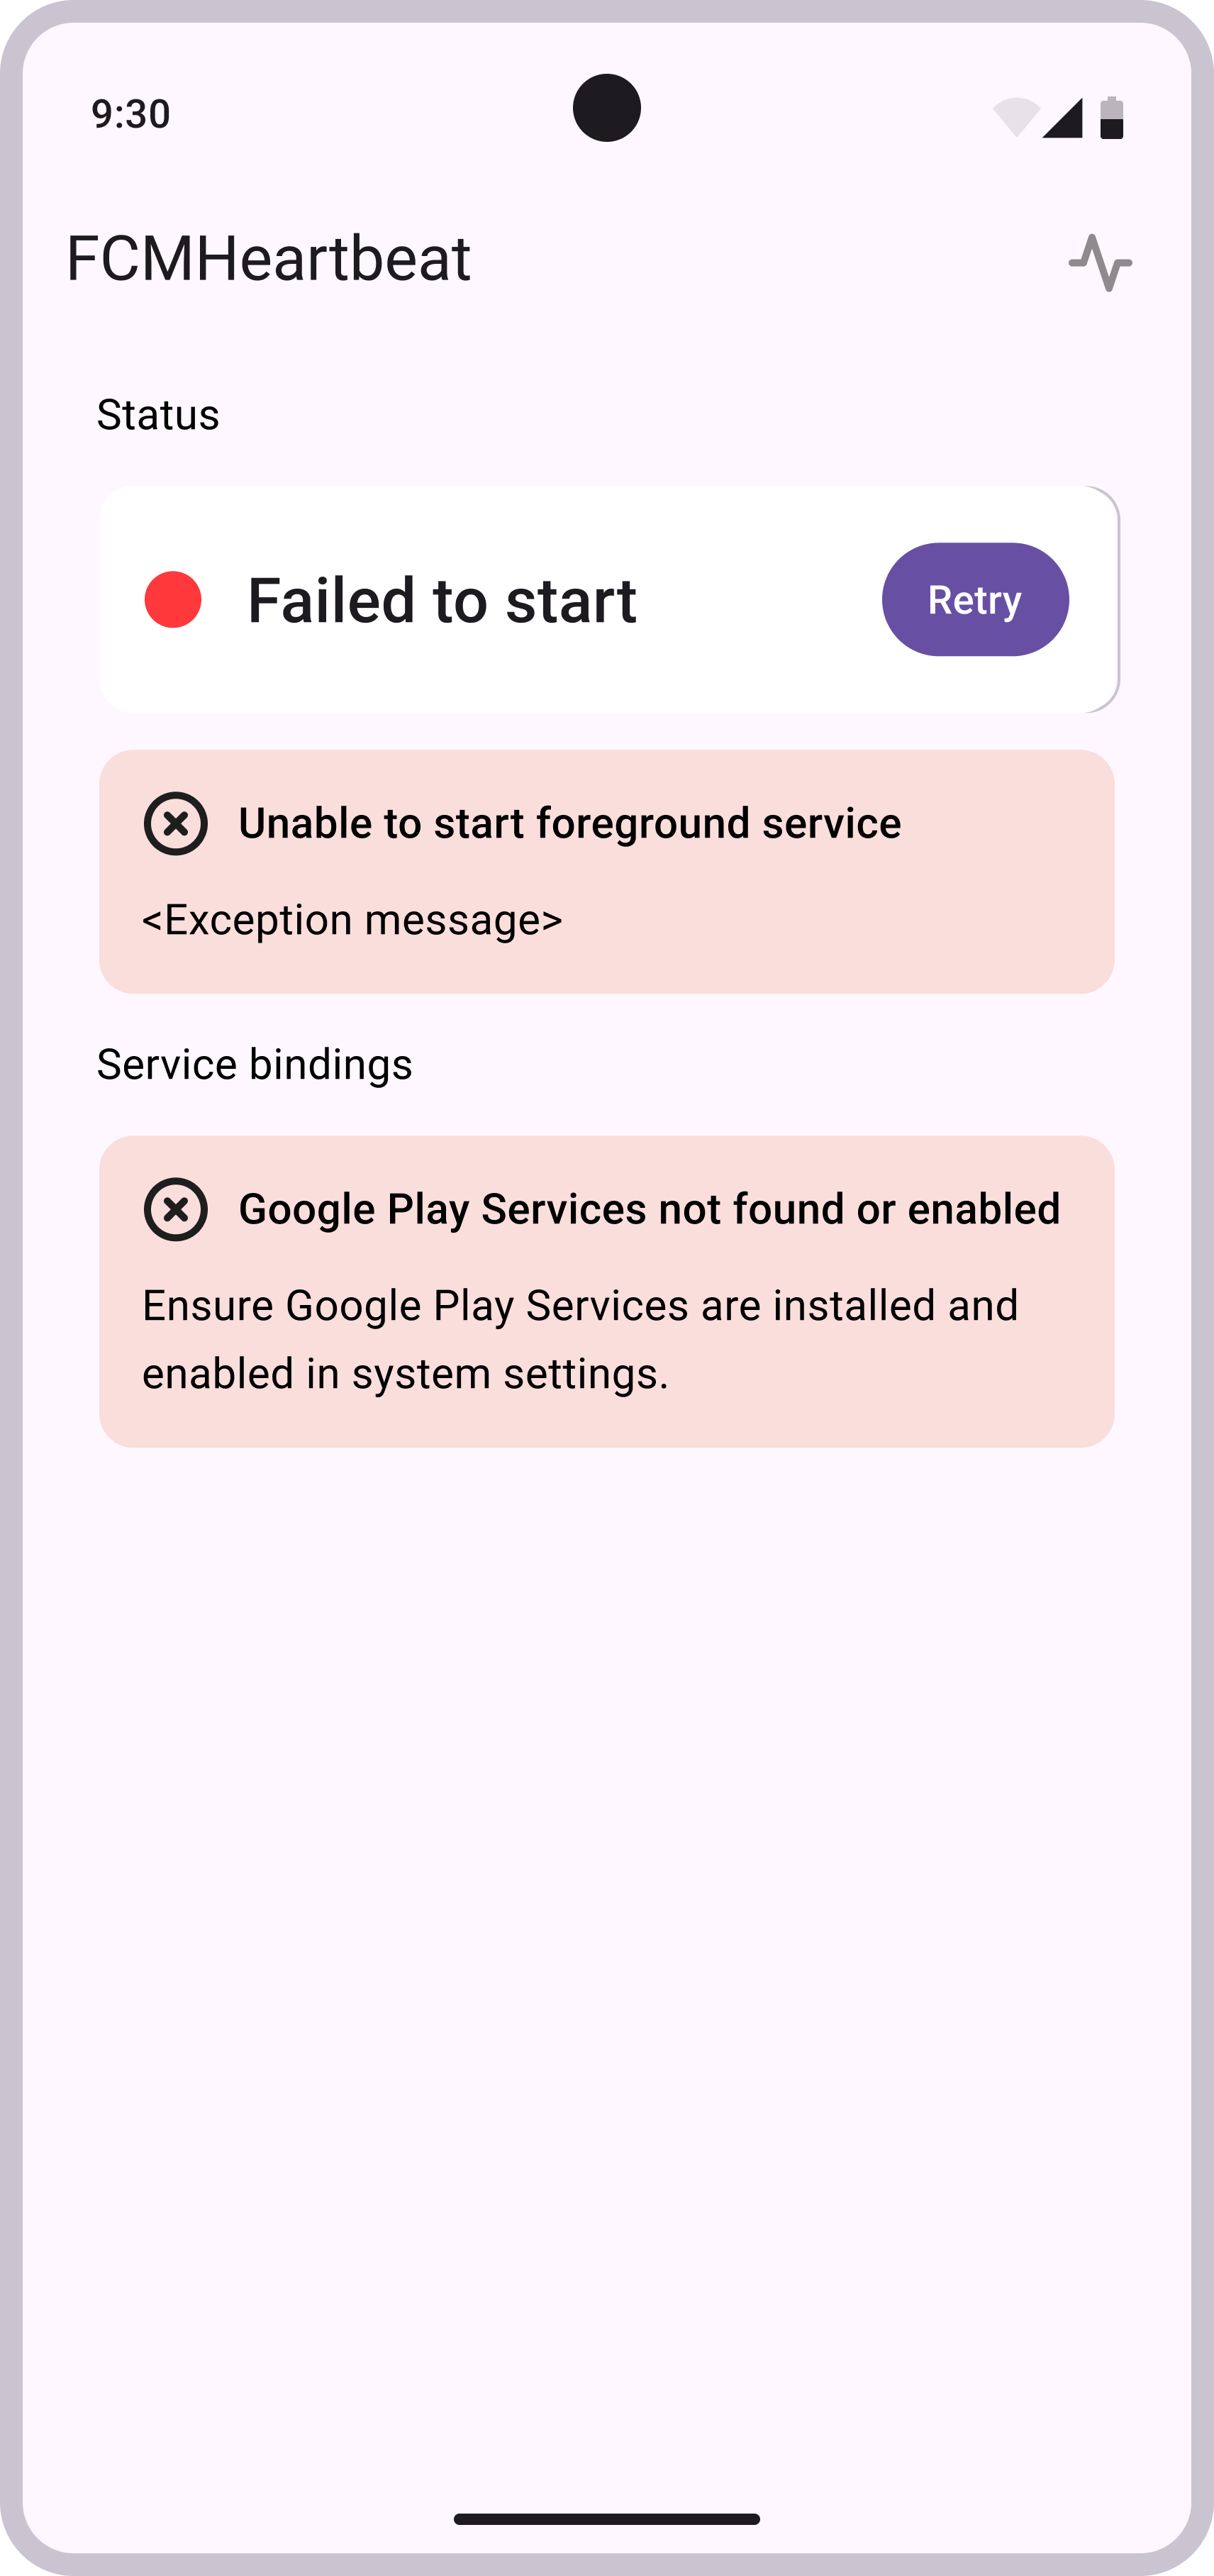 9:30
FCMHeartbeat
Status
Failed to start
Retry
Unable to start foreground service
<Exception message>
Service bindings
Google Play Services not found or enabled
Ensure Google Play Services are installed and
enabled in system settings.